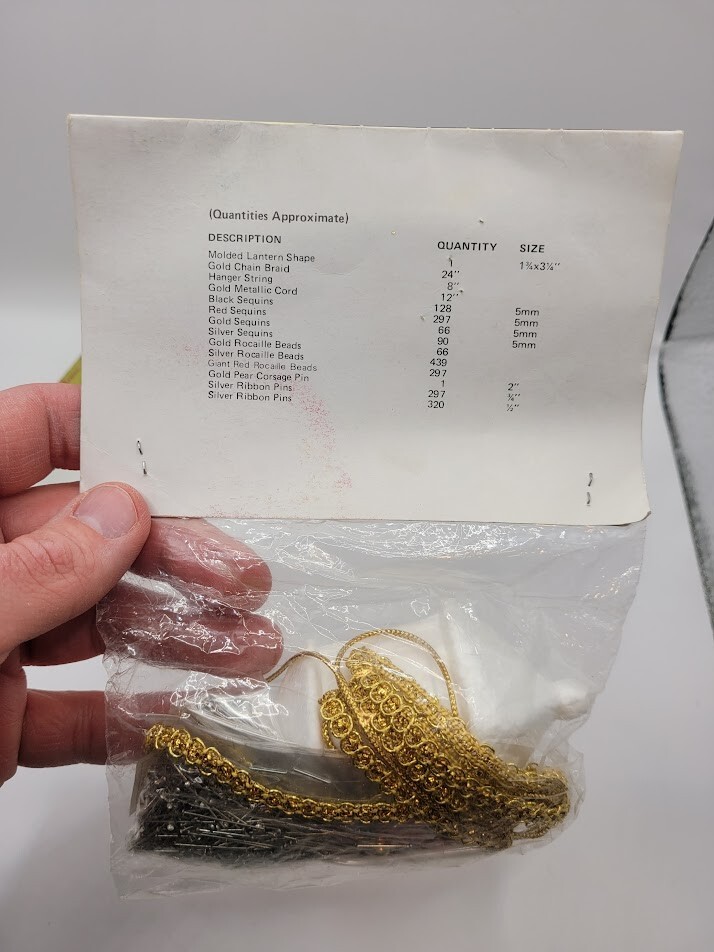 (Quantities Approximate)
DESCRIPTION QUANTITY SIZE
Molded Lantern Shape 1 1¾x3¼"
Gold Chain Braid 24"
Hanger String 8"
Gold Metallic Cord 12"
Black Sequins 128 5mm
Red Sequins 297 5mm
Gold Sequins 66 5mm
Silver Sequins 90 5mm
Gold Rocaille Beads 66
Silver Rocaille Beads 439
Giant Red Rocaille Beads 297
Gold Pear Corsage Pin 1 2"
Silver Ribbon Pins 297 ¾"
Silver Ribbon Pins 320 ½"